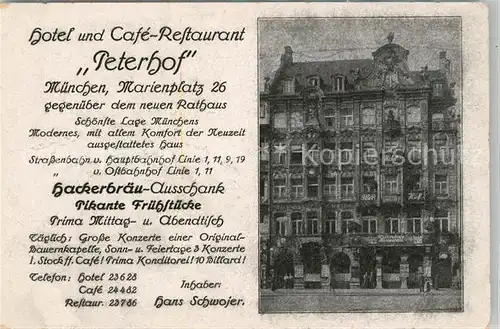 Hotel und Café-Restaurant
„Peterhof"
München, Marienplatz 26
gegenüber dem neuen Rathaus
Schönste Lage Münchens
Modernes, mit allem Komfort der Neuzeit
ausgestattetes Haus
Straßenbahn v. Hauptbahnhof Linie 1, 11, 9, 19
„ v. Ostbahnhof Linie 1, 11
Hackerbräu-Ausschank
Pikante Frühstücke
Prima Mittag- u. Abendtisch
Täglich: Große Konzerte einer Original-
Bauernkapelle, Sonn- u. Feiertage 3 Konzerte
1. Stock ff. Café! Prima Konditorei! 10 Billard!
Telefon: Hotel 23628
Café 24482
Restaur. 23786
Inhaber:
Hans Schwojer.